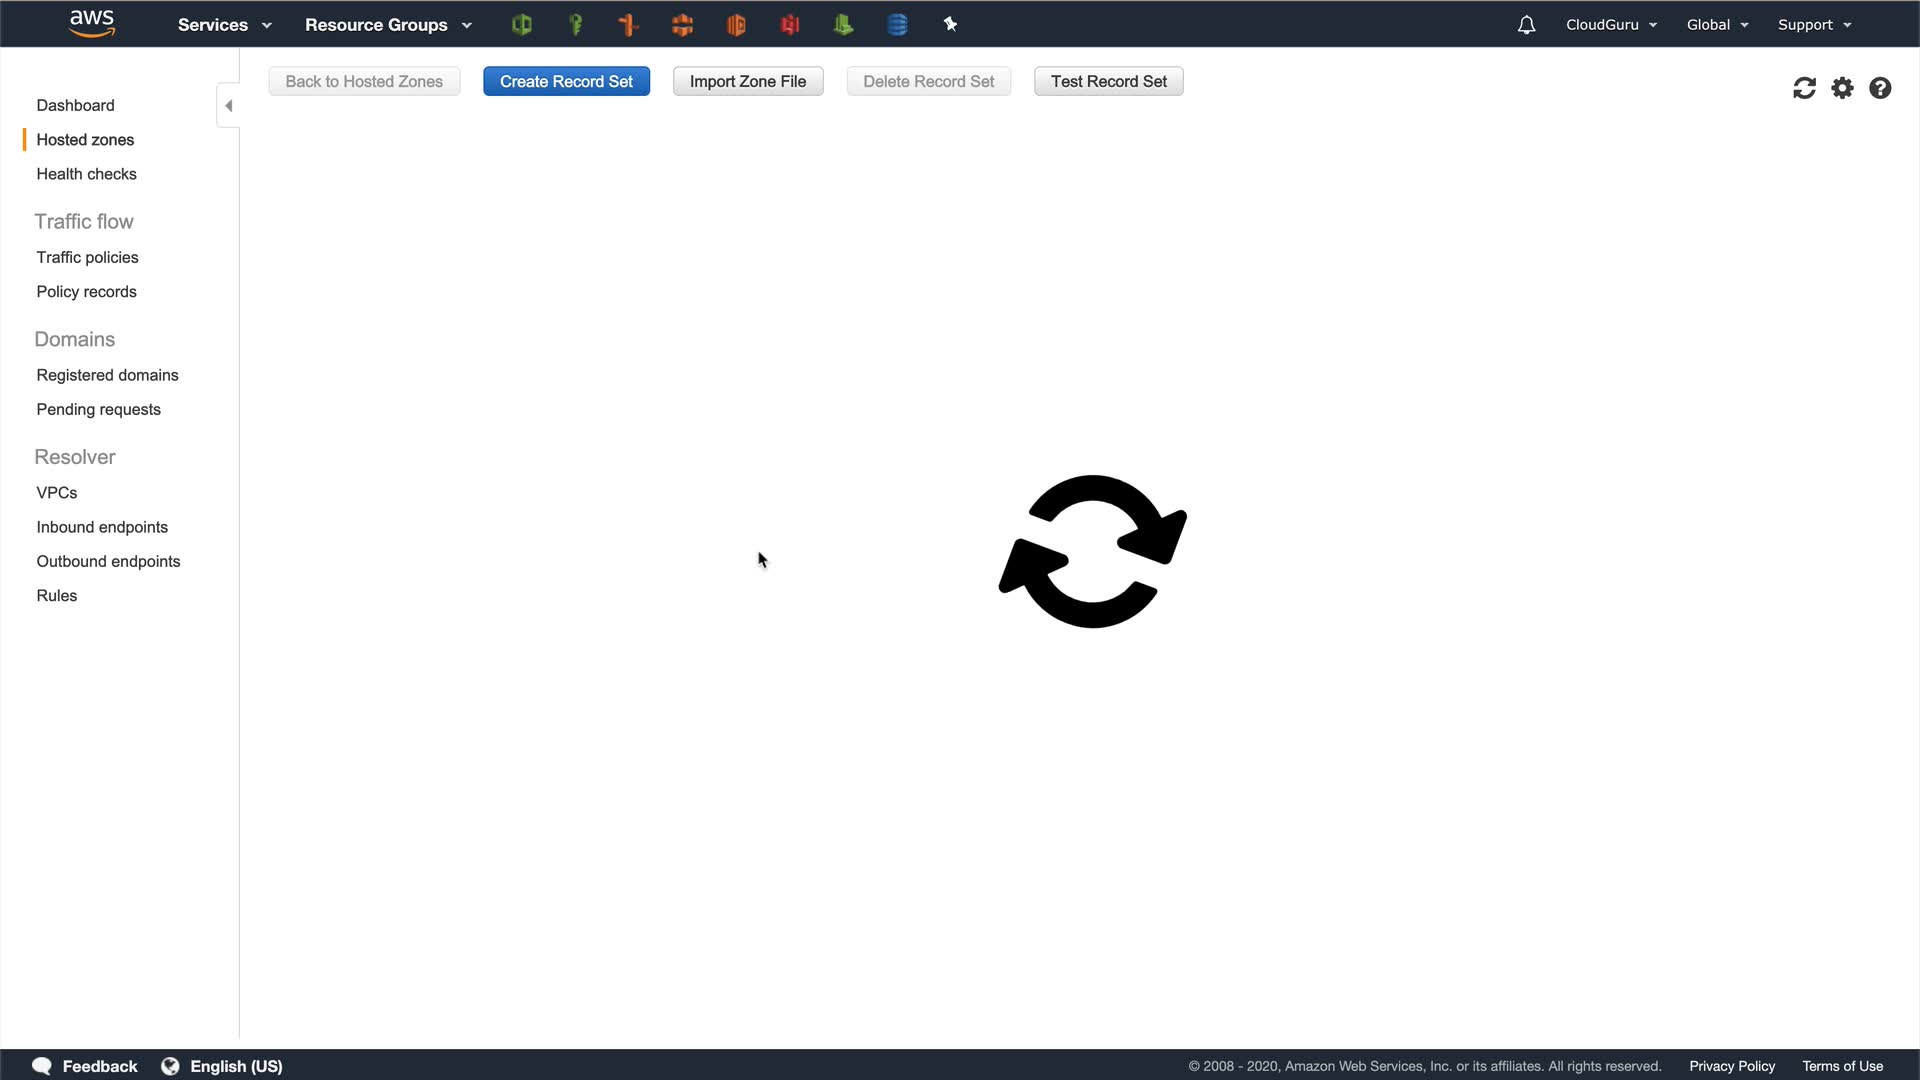 aws Services Resource Groups CloudGuru Global Support
Back to Hosted Zones Create Record Set Import Zone File Delete Record Set Test Record Set
Dashboard
Hosted zones
Health checks
Traffic flow
Traffic policies
Policy records
Domains
Registered domains
Pending requests
Resolver
VPCs
Inbound endpoints
Outbound endpoints
Rules
Feedback English (US) © 2008 - 2020, Amazon Web Services, Inc. or its affiliates. All rights reserved. Privacy Policy Terms of Use